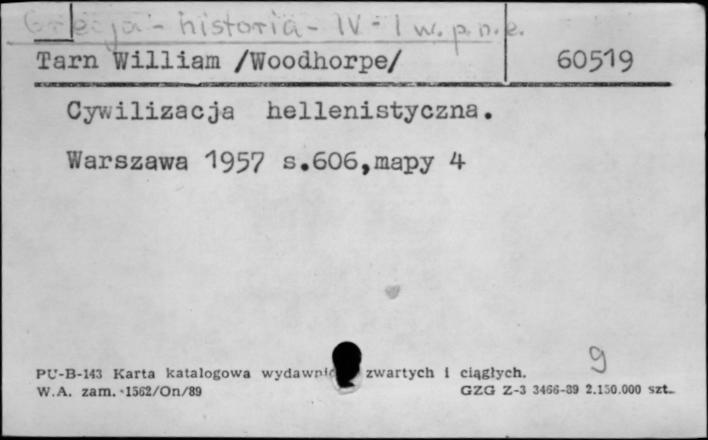 Grecja - historia - IV - I w. p.n.e.
Tarn William /Woodhorpe/ 60519
Cywilizacja hellenistyczna.
Warszawa 1957 s.606,mapy 4
9
PU-B-143 Karta katalogowa zwartych i ciągłych.
W.A. zam. 1562/On/89 GZG Z-3 3466-89 2.150.000 szt.